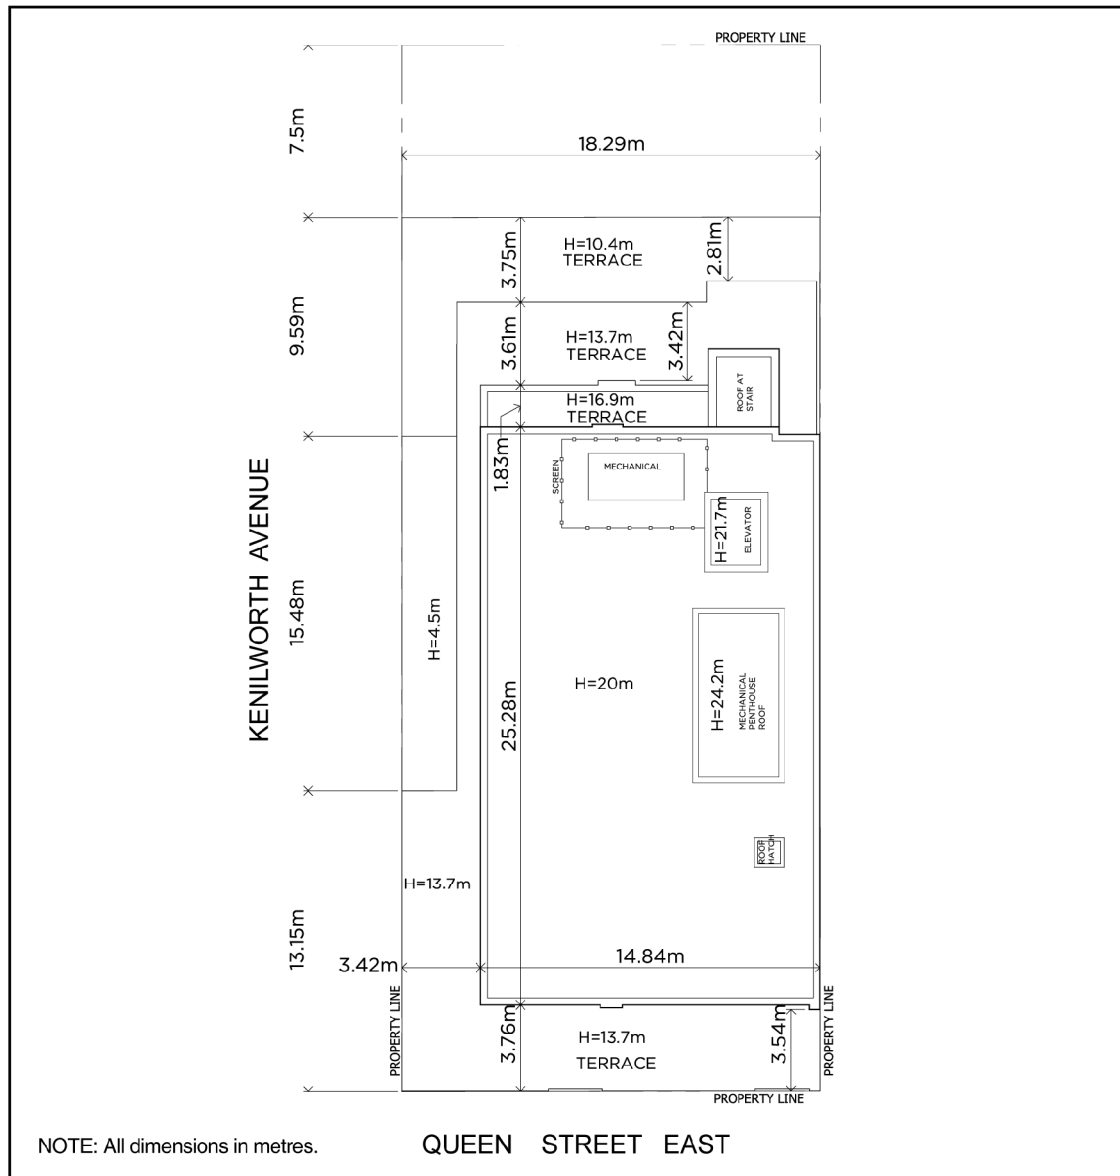 PROPERTY LINE
7.5m
18.29m
9.59m
3.75m
H=10.4m
TERRACE
2.81m
3.61m
H=13.7m
TERRACE
3.42m
H=16.9m
TERRACE
ROOF AT
STAIR
1.83m
SCREEN
MECHANICAL
H=21.7m
ELEVATOR
KENILWORTH AVENUE
15.48m
H=4.5m
25.28m
H=20m
H=24.2m
MECHANICAL
PENTHOUSE
ROOF
ROOF
HATCH
H=13.7m
13.15m
3.42m
14.84m
PROPERTY LINE
3.76m
H=13.7m
TERRACE
3.54m
PROPERTY LINE
PROPERTY LINE
NOTE: All dimensions in metres.
QUEEN STREET EAST